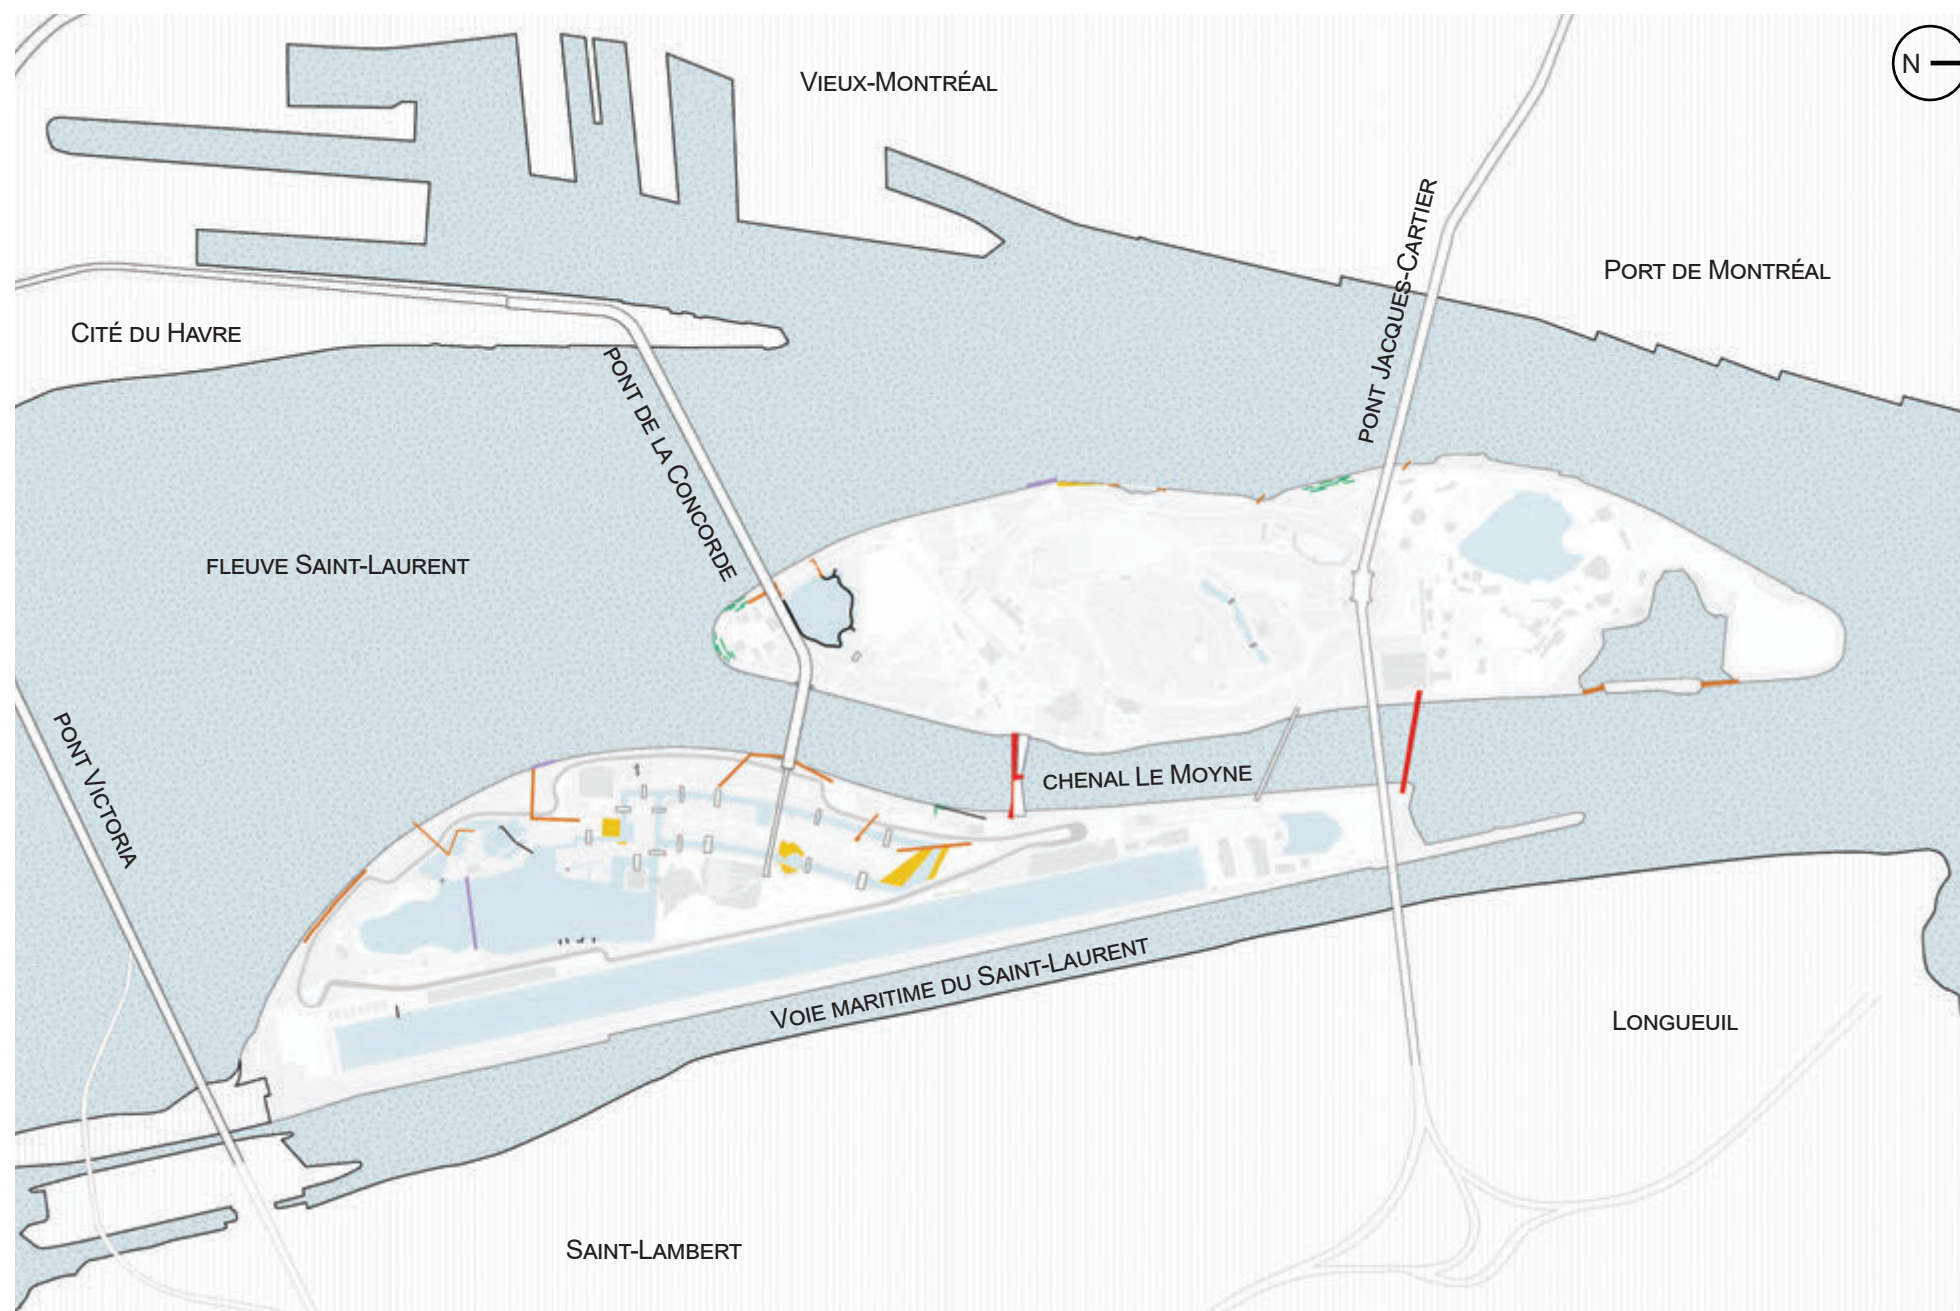 N
VIEUX-MONTRÉAL
PORT DE MONTRÉAL
CITÉ DU HAVRE
PONT JACQUES-CARTIER
PONT DE LA CONCORDE
FLEUVE SAINT-LAURENT
PONT VICTORIA
CHENAL LE MOYNE
VOIE MARITIME DU SAINT-LAURENT
LONGUEUIL
SAINT-LAMBERT